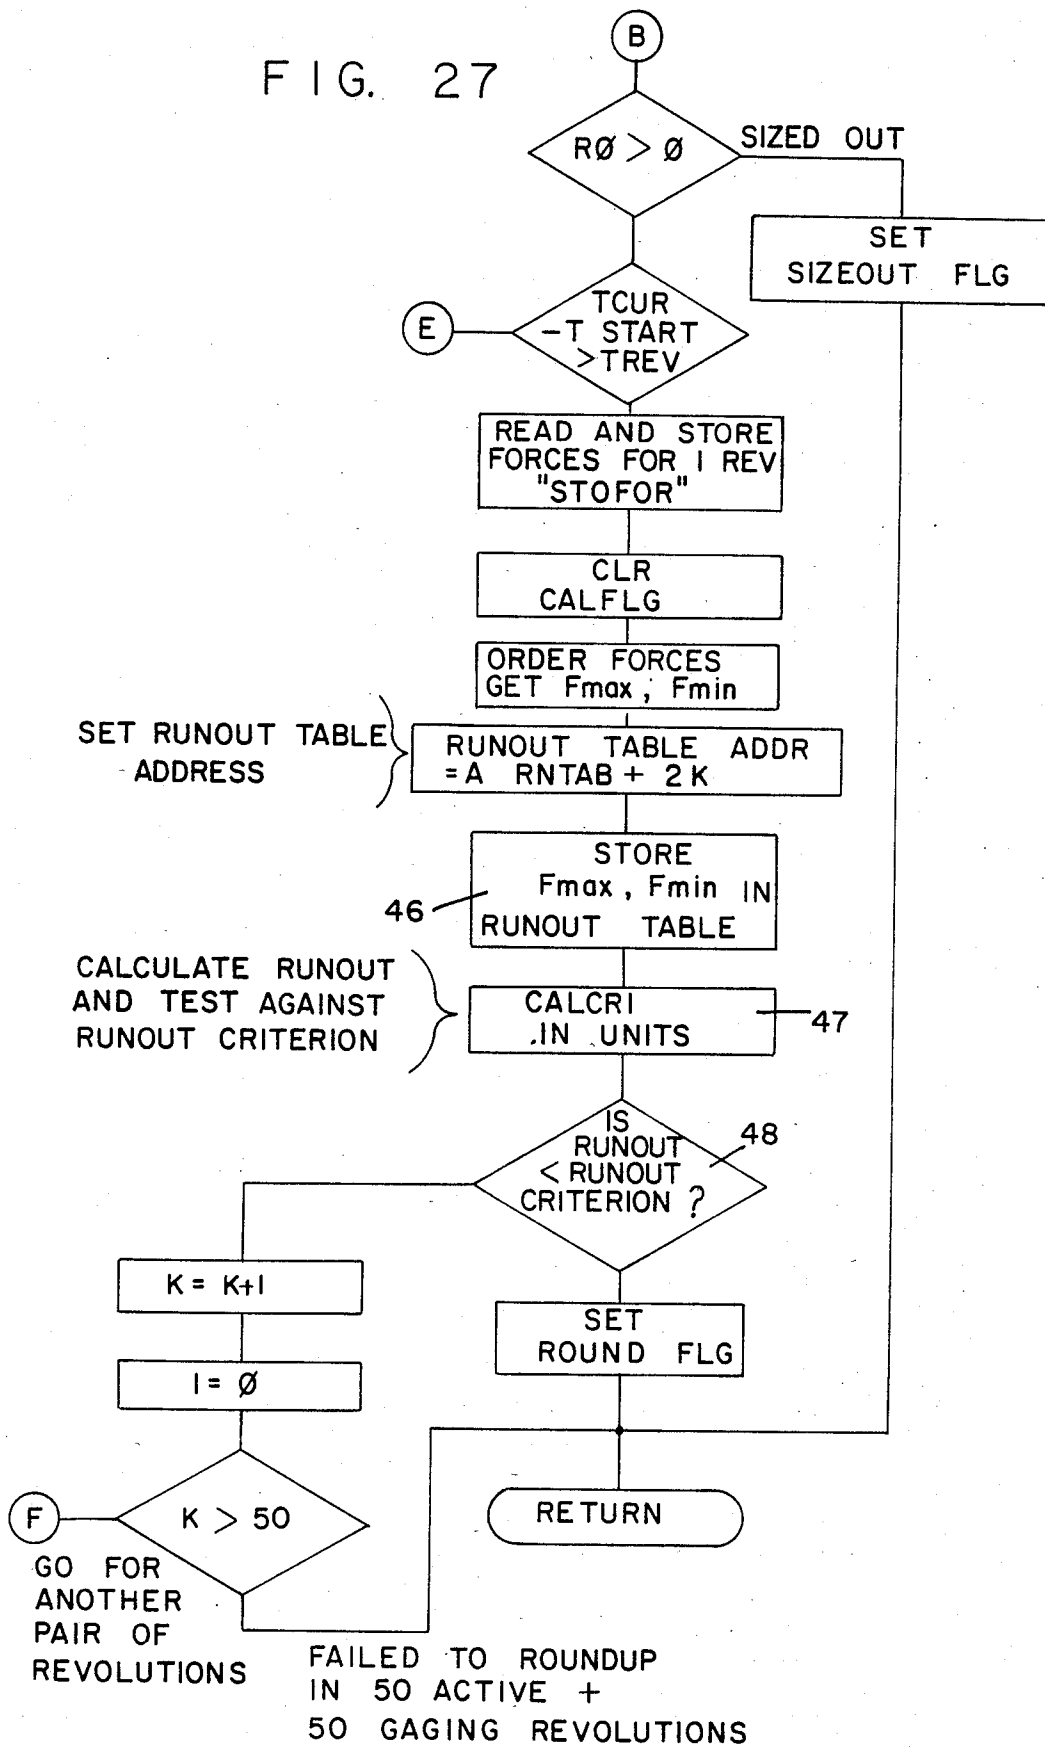 B
FIG. 27
RØ > Ø
SIZED OUT
SET
SIZEOUT FLG
E
TCUR
-T START
>TREV
READ AND STORE
FORCES FOR 1 REV
"STOFOR"
CLR
CALFLG
ORDER FORCES
GET Fmax, Fmin
SET RUNOUT TABLE
ADDRESS
RUNOUT TABLE ADDR
=A RNTAB + 2K
STORE
Fmax, Fmin IN
RUNOUT TABLE
46
CALCULATE RUNOUT
AND TEST AGAINST
RUNOUT CRITERION
CALCRI
.IN UNITS
47
IS
RUNOUT
< RUNOUT
CRITERION ?
48
K = K+1
I = Ø
SET
ROUND FLG
F
K > 50
RETURN
GO FOR
ANOTHER
PAIR OF
REVOLUTIONS
FAILED TO ROUNDUP
IN 50 ACTIVE +
50 GAGING REVOLUTIONS